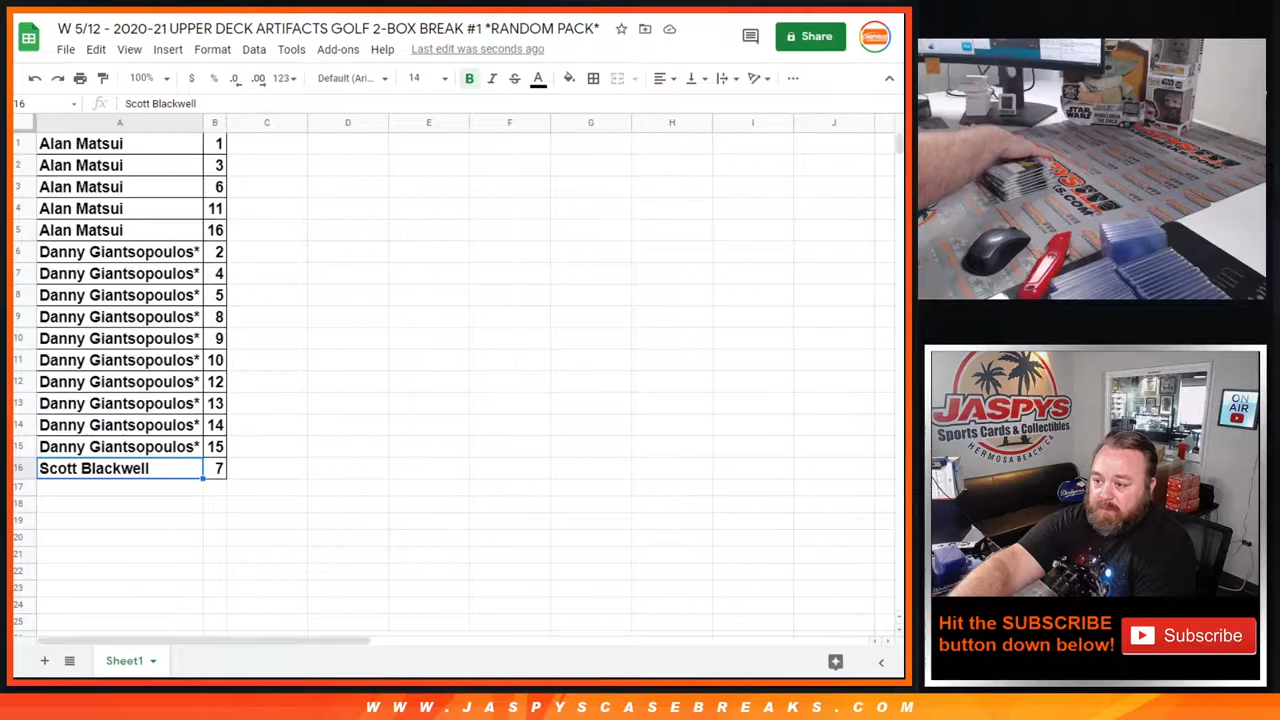 W 5/12 - 2020-21 UPPER DECK ARTIFACTS GOLF 2-BOX BREAK #1 *RANDOM PACK*
Share
File Edit View Insert Format Data Tools Add-ons Help Last edit was seconds ago
100% $ % .0 .00 123 Default (Ari... 14 B I S A
16 fx Scott Blackwell
A B C D E F G H I J
1 Alan Matsui 1
2 Alan Matsui 3
3 Alan Matsui 6
4 Alan Matsui 11
5 Alan Matsui 16
6 Danny Giantsopoulos* 2
7 Danny Giantsopoulos* 4
8 Danny Giantsopoulos* 5
9 Danny Giantsopoulos* 8
10 Danny Giantsopoulos* 9
11 Danny Giantsopoulos* 10
12 Danny Giantsopoulos* 12
13 Danny Giantsopoulos* 13
14 Danny Giantsopoulos* 14
15 Danny Giantsopoulos* 15
16 Scott Blackwell 7
17
18
19
20
21
22
23
24
25
Sheet1
STAR WARS
JASPYS
Sports Cards & Collectibles
HERMOSA BEACH, CA
ON AIR
Dodgers
Hit the SUBSCRIBE
button down below!
Subscribe
WWW.JASPYSCASEBREAKS.COM